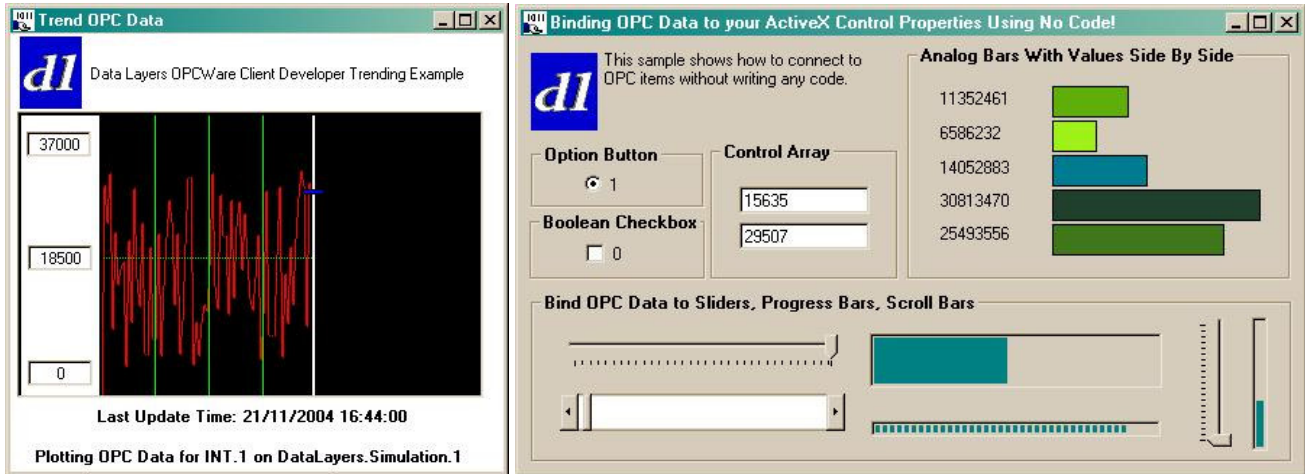 Trend OPC Data
dl
Data Layers OPCWare Client Developer Trending Example
37000
18500
0
Last Update Time: 21/11/2004 16:44:00
Plotting OPC Data for INT.1 on DataLayers.Simulation.1
Binding OPC Data to your ActiveX Control Properties Using No Code!
dl
This sample shows how to connect to
OPC items without writing any code.
Option Button
1
Boolean Checkbox
0
Control Array
15635
29507
Analog Bars With Values Side By Side
11352461
6586232
14052883
30813470
25493556
Bind OPC Data to Sliders, Progress Bars, Scroll Bars